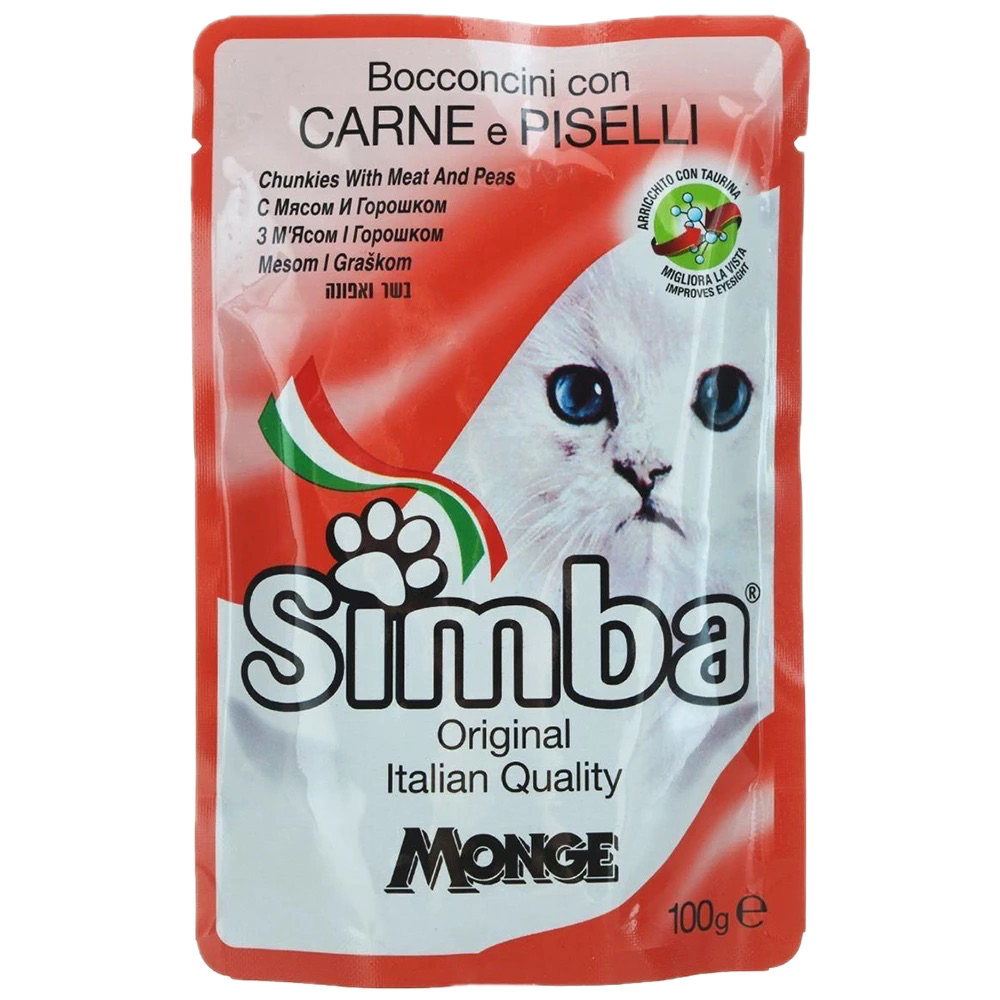 Bocconcini con
CARNE e PISELLI
Chunkies With Meat And Peas
С Мясом И Горошком
З М'Ясом І Горошком
Mesom I Graškom
בשר ואפונה
ARRICCHITO CON TAURINA
MIGLIORA LA VISTA
IMPROVES EYESIGHT
Simba®
Original
Italian Quality
MONGE
100g ℮